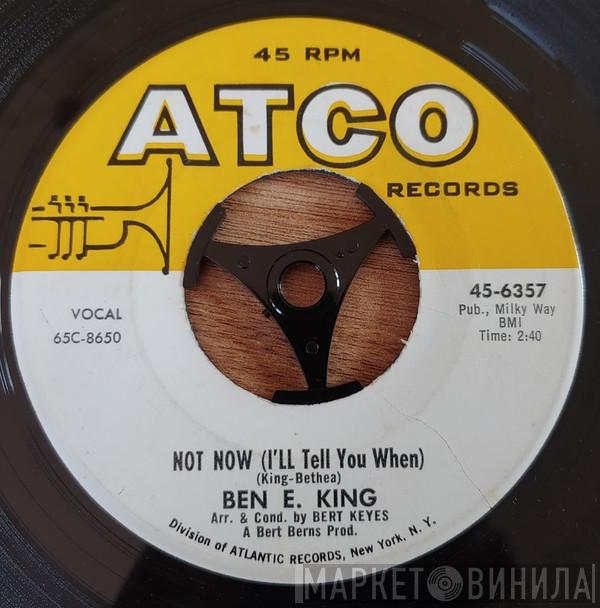 45 RPM
ATCO
RECORDS
VOCAL
65C-8650
45-6357
Pub., Milky Way
BMI
Time: 2:40
NOT NOW (I'LL Tell You When)
(King-Bethea)
BEN E. KING
Arr. & Cond. by BERT KEYES
A Bert Berns Prod.
Division of ATLANTIC RECORDS, New York, N. Y.
МАРКЕТ ВИНИЛА